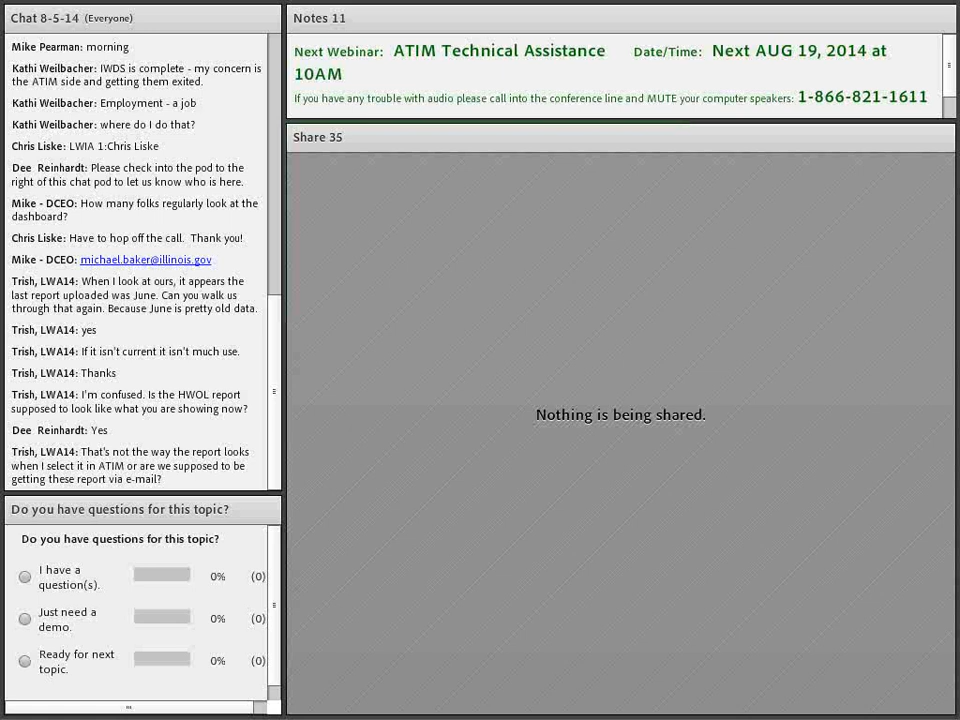 Chat 8-5-14 (Everyone)
Mike Pearman: morning
Kathi Weilbacher: IWDS is complete - my concern is
the ATIM side and getting them exited.
Kathi Weilbacher: Employment - a job
Kathi Weilbacher: where do I do that?
Chris Liske: LWIA 1:Chris Liske
Dee Reinhardt: Please check into the pod to the
right of this chat pod to let us know who is here.
Mike - DCEO: How many folks regularly look at the
dashboard?
Chris Liske: Have to hop off the call. Thank you!
Mike - DCEO: michael.baker@illinois.gov
Trish, LWA14: When I look at ours, it appears the
last report uploaded was June. Can you walk us
through that again. Because June is pretty old data.
Trish, LWA14: yes
Trish, LWA14: If it isn't current it isn't much use.
Trish, LWA14: Thanks
Trish, LWA14: I'm confused. Is the HWOL report
supposed to look like what you are showing now?
Dee Reinhardt: Yes
Trish, LWA14: That's not the way the report looks
when I select it in ATIM or are we supposed to be
getting these report via e-mail?
Do you have questions for this topic?
Do you have questions for this topic?
I have a
question(s).
0% (0)
Just need a
demo.
0% (0)
Ready for next
topic.
0% (0)
Notes 11
Next Webinar: ATIM Technical Assistance Date/Time: Next AUG 19, 2014 at
10AM
If you have any trouble with audio please call into the conference line and MUTE your computer speakers: 1-866-821-1611
Share 35
Nothing is being shared.